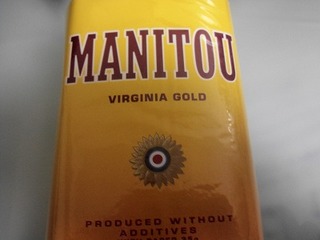 MANITOU
VIRGINIA GOLD
PRODUCED WITHOUT
ADDITIVES